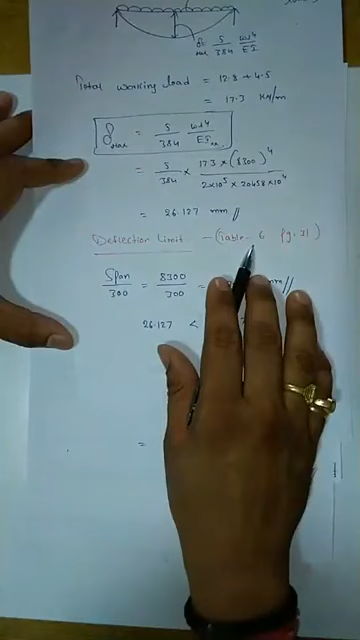 δ max = 5/384 wl⁴/EI
Total working load = 12.8 + 4.5
= 17.3 KN/m
δmax = 5/384 wl⁴/EIxx
= 5/384 × 17.3 × (8300)⁴ / 2×10⁵ × 20458×10⁴
= 26.127 mm //
Deflection Limit - (Table - 6 pg.31)
Span/300 = 8300/300 = mm//
26.127 <
=